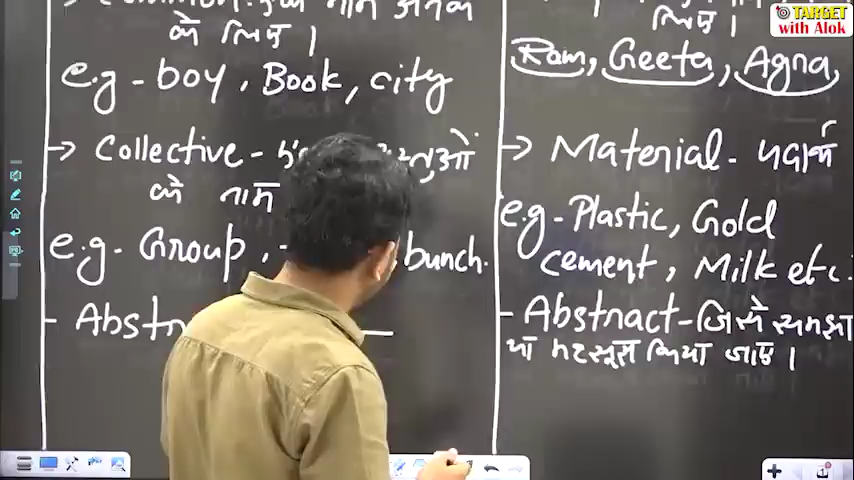 के लिए।
e.g - boy, Book, city
→ Collective -
के नाम
e.g - Group, bunch.
- Abstra
लिए।
Ram, Geeta, Agra,
→ Material - पदार्थ
e.g - Plastic, Gold
cement, Milk etc.
- Abstract - जिसे समझा
या महसूस किया जाए।
TARGET
with Alok